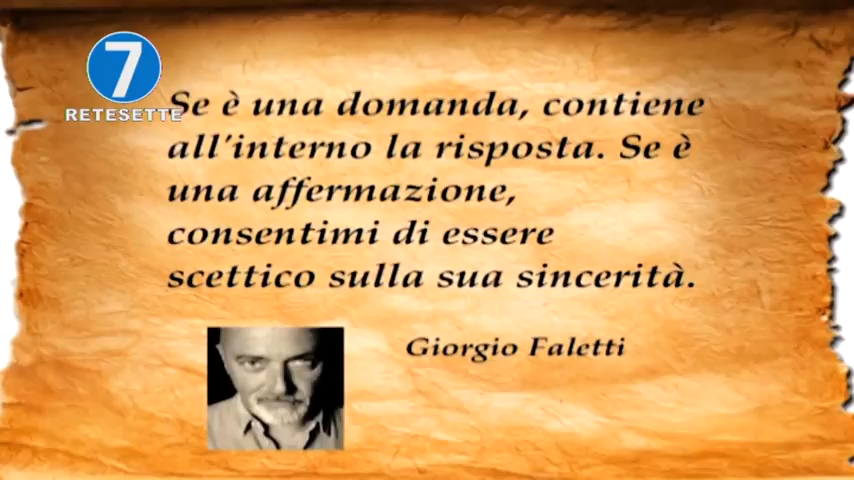 7
RETESETTE
Se è una domanda, contiene
all'interno la risposta. Se è
una affermazione,
consentimi di essere
scettico sulla sua sincerità.
Giorgio Faletti